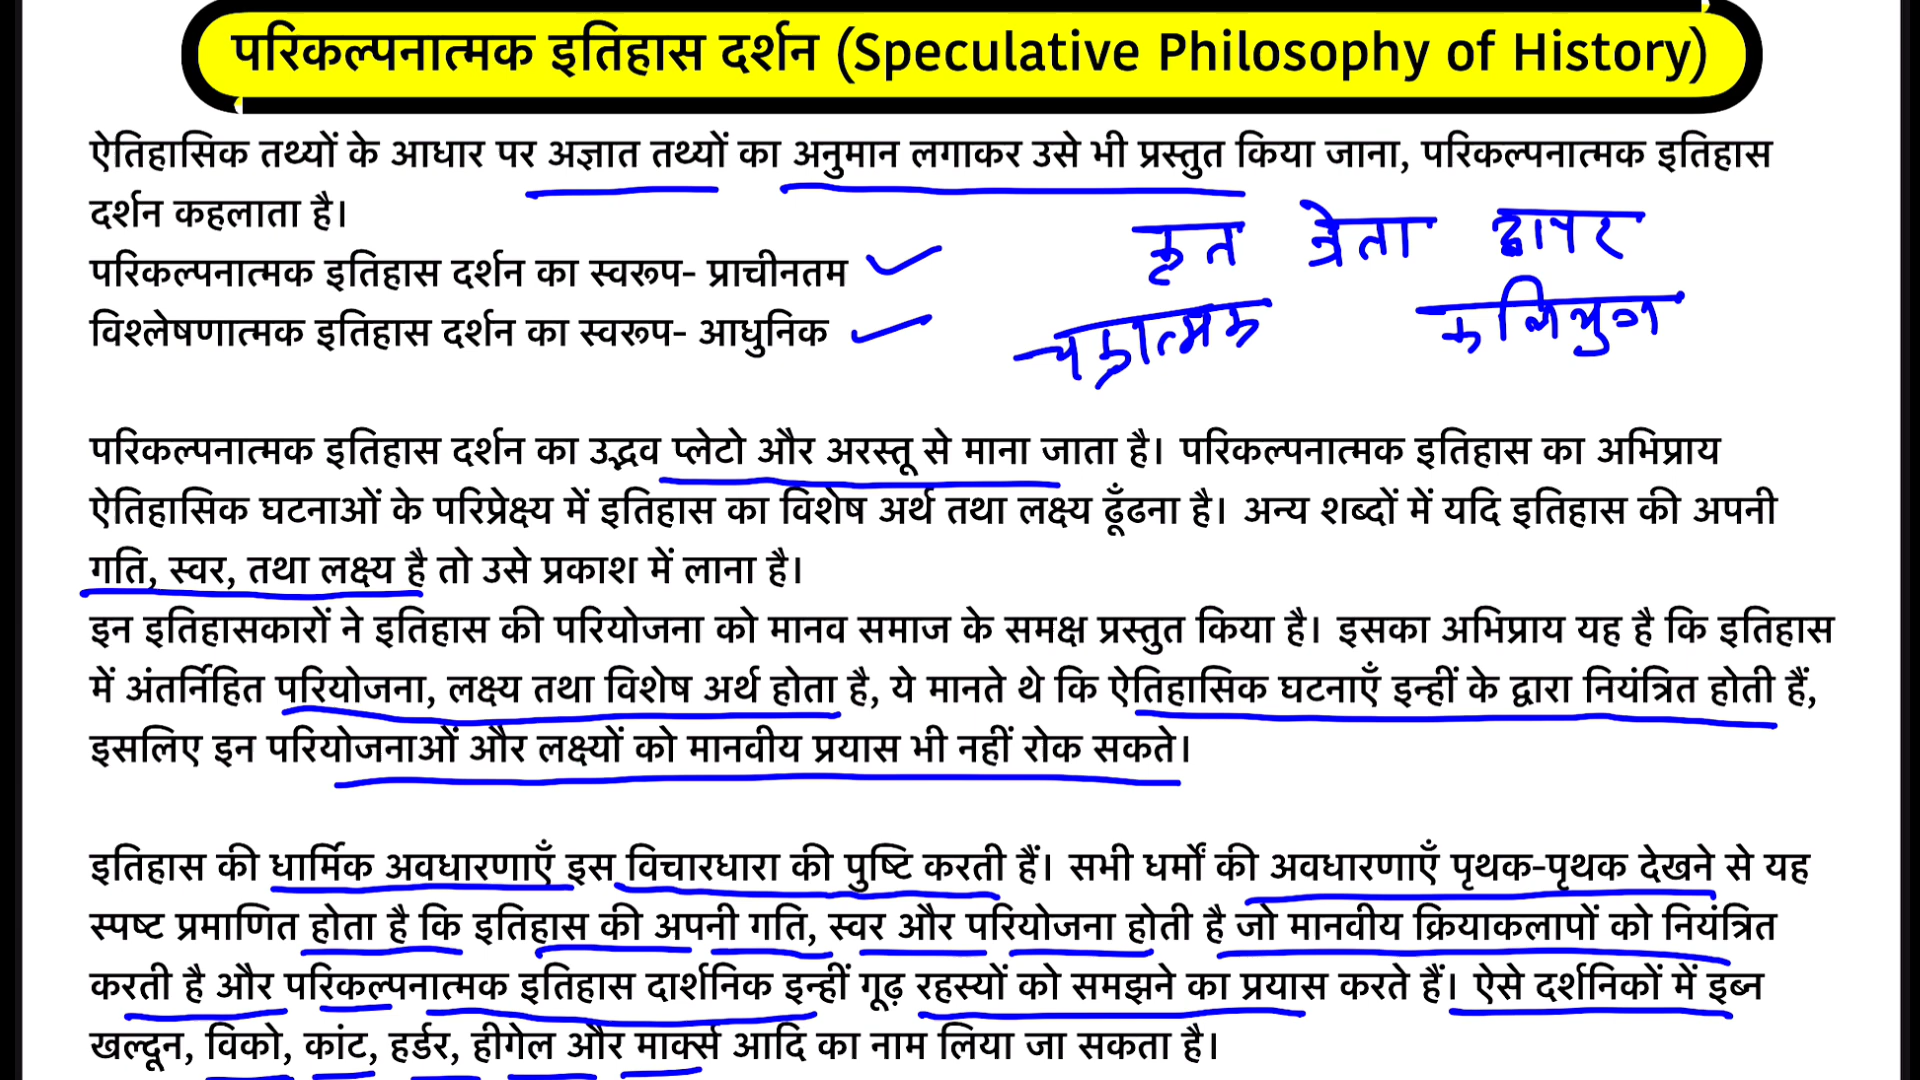 परिकल्पनात्मक इतिहास दर्शन (Speculative Philosophy of History)
ऐतिहासिक तथ्यों के आधार पर अज्ञात तथ्यों का अनुमान लगाकर उसे भी प्रस्तुत किया जाना, परिकल्पनात्मक इतिहास
दर्शन कहलाता है।
कृत त्रेता द्वापर
परिकल्पनात्मक इतिहास दर्शन का स्वरूप- प्राचीनतम
विश्लेषणात्मक इतिहास दर्शन का स्वरूप- आधुनिक
चक्रात्मक कलियुग
परिकल्पनात्मक इतिहास दर्शन का उद्भव प्लेटो और अरस्तू से माना जाता है। परिकल्पनात्मक इतिहास का अभिप्राय
ऐतिहासिक घटनाओं के परिप्रेक्ष्य में इतिहास का विशेष अर्थ तथा लक्ष्य ढूँढना है। अन्य शब्दों में यदि इतिहास की अपनी
गति, स्वर, तथा लक्ष्य है तो उसे प्रकाश में लाना है।
इन इतिहासकारों ने इतिहास की परियोजना को मानव समाज के समक्ष प्रस्तुत किया है। इसका अभिप्राय यह है कि इतिहास
में अंतर्निहित परियोजना, लक्ष्य तथा विशेष अर्थ होता है, ये मानते थे कि ऐतिहासिक घटनाएँ इन्हीं के द्वारा नियंत्रित होती हैं,
इसलिए इन परियोजनाओं और लक्ष्यों को मानवीय प्रयास भी नहीं रोक सकते।
इतिहास की धार्मिक अवधारणाएँ इस विचारधारा की पुष्टि करती हैं। सभी धर्मों की अवधारणाएँ पृथक-पृथक देखने से यह
स्पष्ट प्रमाणित होता है कि इतिहास की अपनी गति, स्वर और परियोजना होती है जो मानवीय क्रियाकलापों को नियंत्रित
करती है और परिकल्पनात्मक इतिहास दार्शनिक इन्हीं गूढ़ रहस्यों को समझने का प्रयास करते हैं। ऐसे दर्शनिकों में इब्न
खल्दून, विको, कांट, हर्डर, हीगेल और मार्क्स आदि का नाम लिया जा सकता है।